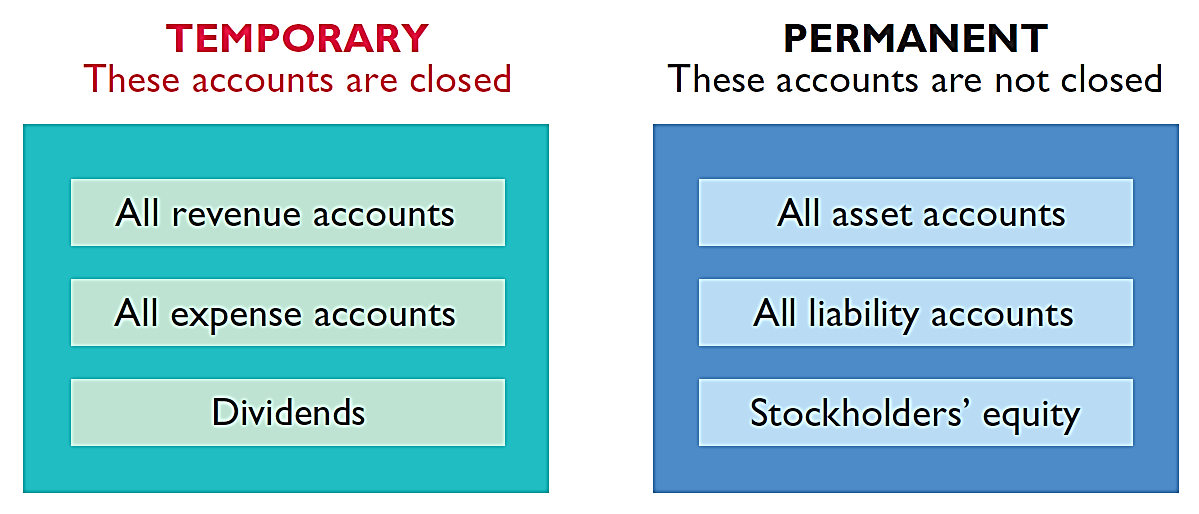 TEMPORARY
These accounts are closed
All revenue accounts
All expense accounts
Dividends
PERMANENT
These accounts are not closed
All asset accounts
All liability accounts
Stockholders’ equity